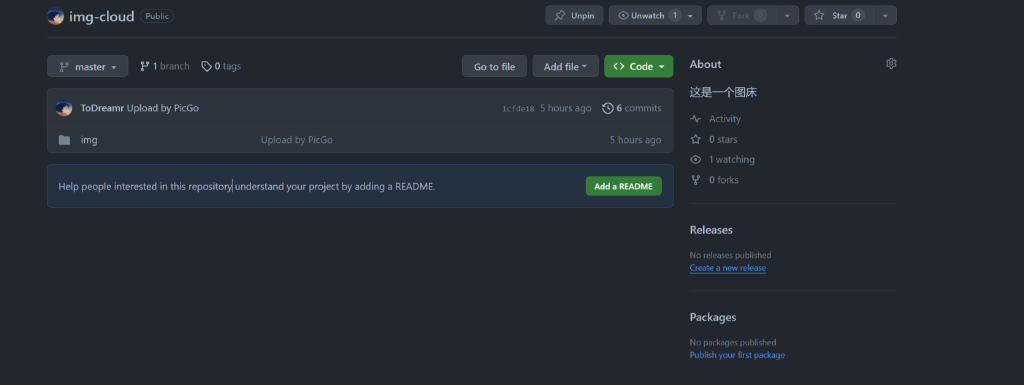 img-cloud Public Unpin Unwatch 1 Fork 0 Star 0
master 1 branch 0 tags Go to file Add file Code
ToDreamr Upload by PicGo 1cfde18 5 hours ago 6 commits
img Upload by PicGo 5 hours ago
Help people interested in this repository understand your project by adding a README. Add a README
About
这是一个图床
Activity
0 stars
1 watching
0 forks
Releases
No releases published
Create a new release
Packages
No packages published
Publish your first package